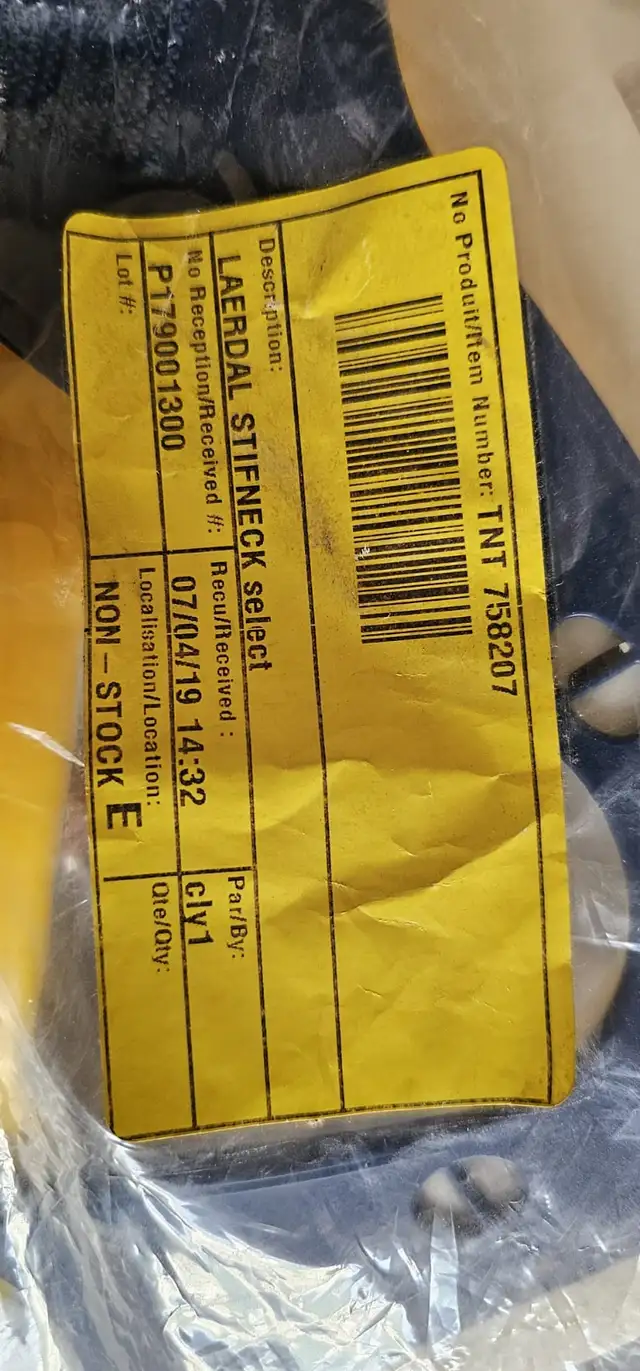 No Produit/Item Number: TNT 758207
Description:
LAERDAL STIFNECK select
No Reception/Received #:
P179001300
Recu/Received :
07/04/19 14:32
Par/By:
cly1
Lot #:
Localisation/Location:
NON-STOCK E
Qte/Qty: